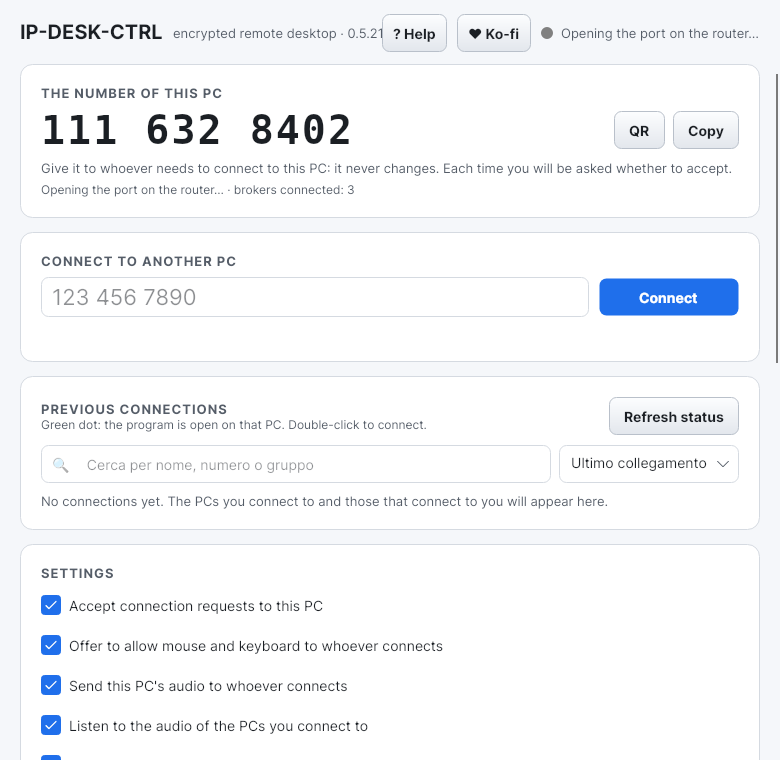 IP-DESK-CTRL encrypted remote desktop · 0.5.21 ? Help ♥ Ko-fi Opening the port on the router...
THE NUMBER OF THIS PC
111 632 8402 QR Copy
Give it to whoever needs to connect to this PC: it never changes. Each time you will be asked whether to accept.
Opening the port on the router... · brokers connected: 3
CONNECT TO ANOTHER PC
123 456 7890 Connect
PREVIOUS CONNECTIONS
Green dot: the program is open on that PC. Double-click to connect. Refresh status
Cerca per nome, numero o gruppo Ultimo collegamento
No connections yet. The PCs you connect to and those that connect to you will appear here.
SETTINGS
Accept connection requests to this PC
Offer to allow mouse and keyboard to whoever connects
Send this PC's audio to whoever connects
Listen to the audio of the PCs you connect to